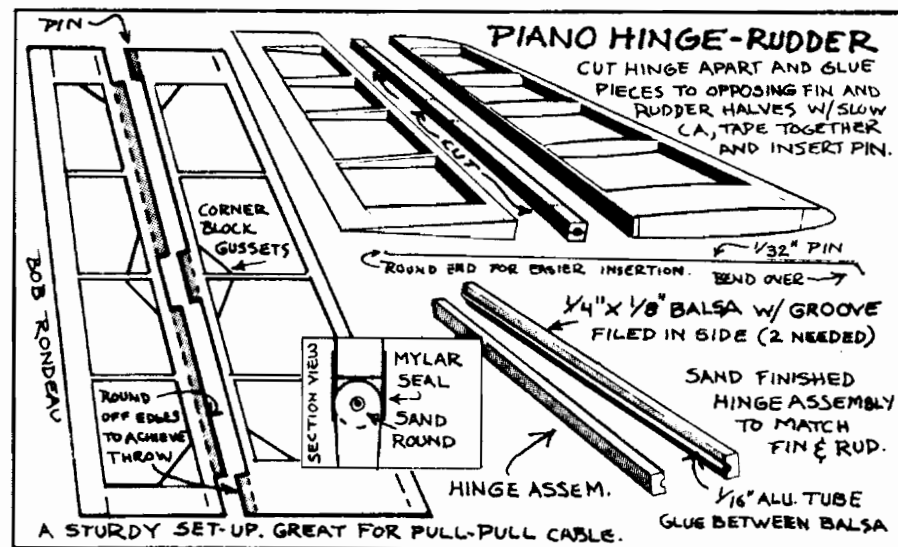 PIN
PIANO HINGE-RUDDER
CUT HINGE APART AND GLUE
PIECES TO OPPOSING FIN AND
RUDDER HALVES W/SLOW
CA, TAPE TOGETHER
AND INSERT PIN.
CUT
CORNER
BLOCK
GUSSETS
1/32" PIN
ROUND END FOR EASIER INSERTION.
BEND OVER
BOB RONDEAU
1/4" X 1/8" BALSA W/ GROOVE
FILED IN SIDE (2 NEEDED)
SECTION VIEW
MYLAR
SEAL
SAND
ROUND
ROUND
OFF EDGES
TO ACHIEVE
THROW
SAND FINISHED
HINGE ASSEMBLY
TO MATCH
FIN & RUD.
HINGE ASSEM.
1/16" ALU. TUBE
GLUE BETWEEN BALSA
A STURDY SET-UP. GREAT FOR PULL-PULL CABLE.